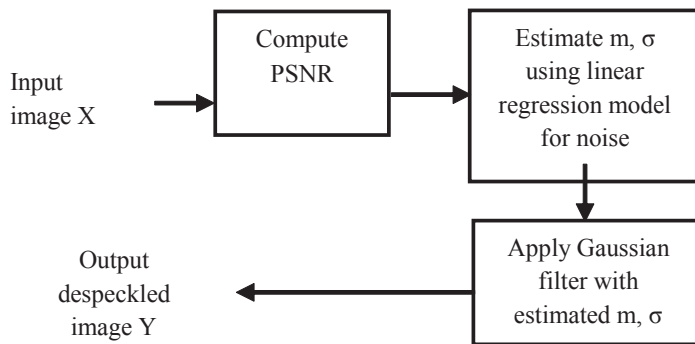 Input
image X
Compute
PSNR
Estimate m, σ
using linear
regression model
for noise
Apply Gaussian
filter with
estimated m, σ
Output
despeckled
image Y